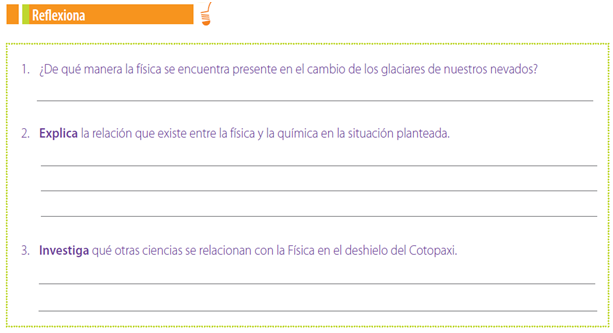 Reflexiona
1. ¿De qué manera la física se encuentra presente en el cambio de los glaciares de nuestros nevados?
2. Explica la relación que existe entre la física y la química en la situación planteada.
3. Investiga qué otras ciencias se relacionan con la Física en el deshielo del Cotopaxi.